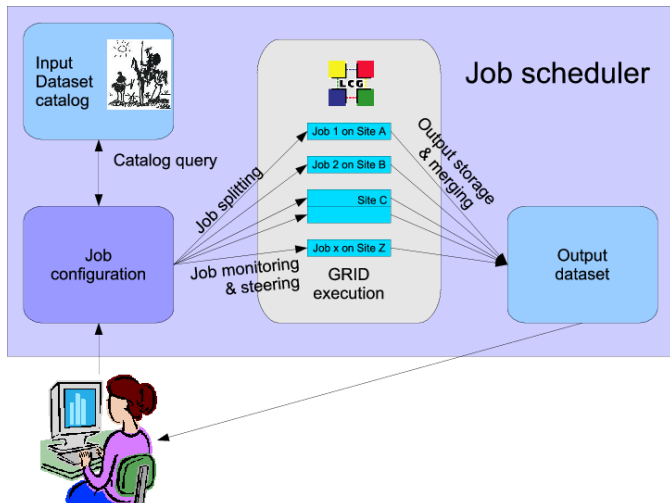 Input
Dataset
catalog
Job scheduler
LCG
Catalog query
Job splitting
Job 1 on Site A
Job 2 on Site B
Site C
Job x on Site Z
Output storage
& merging
Job
configuration
Job monitoring
& steering
GRID
execution
Output
dataset